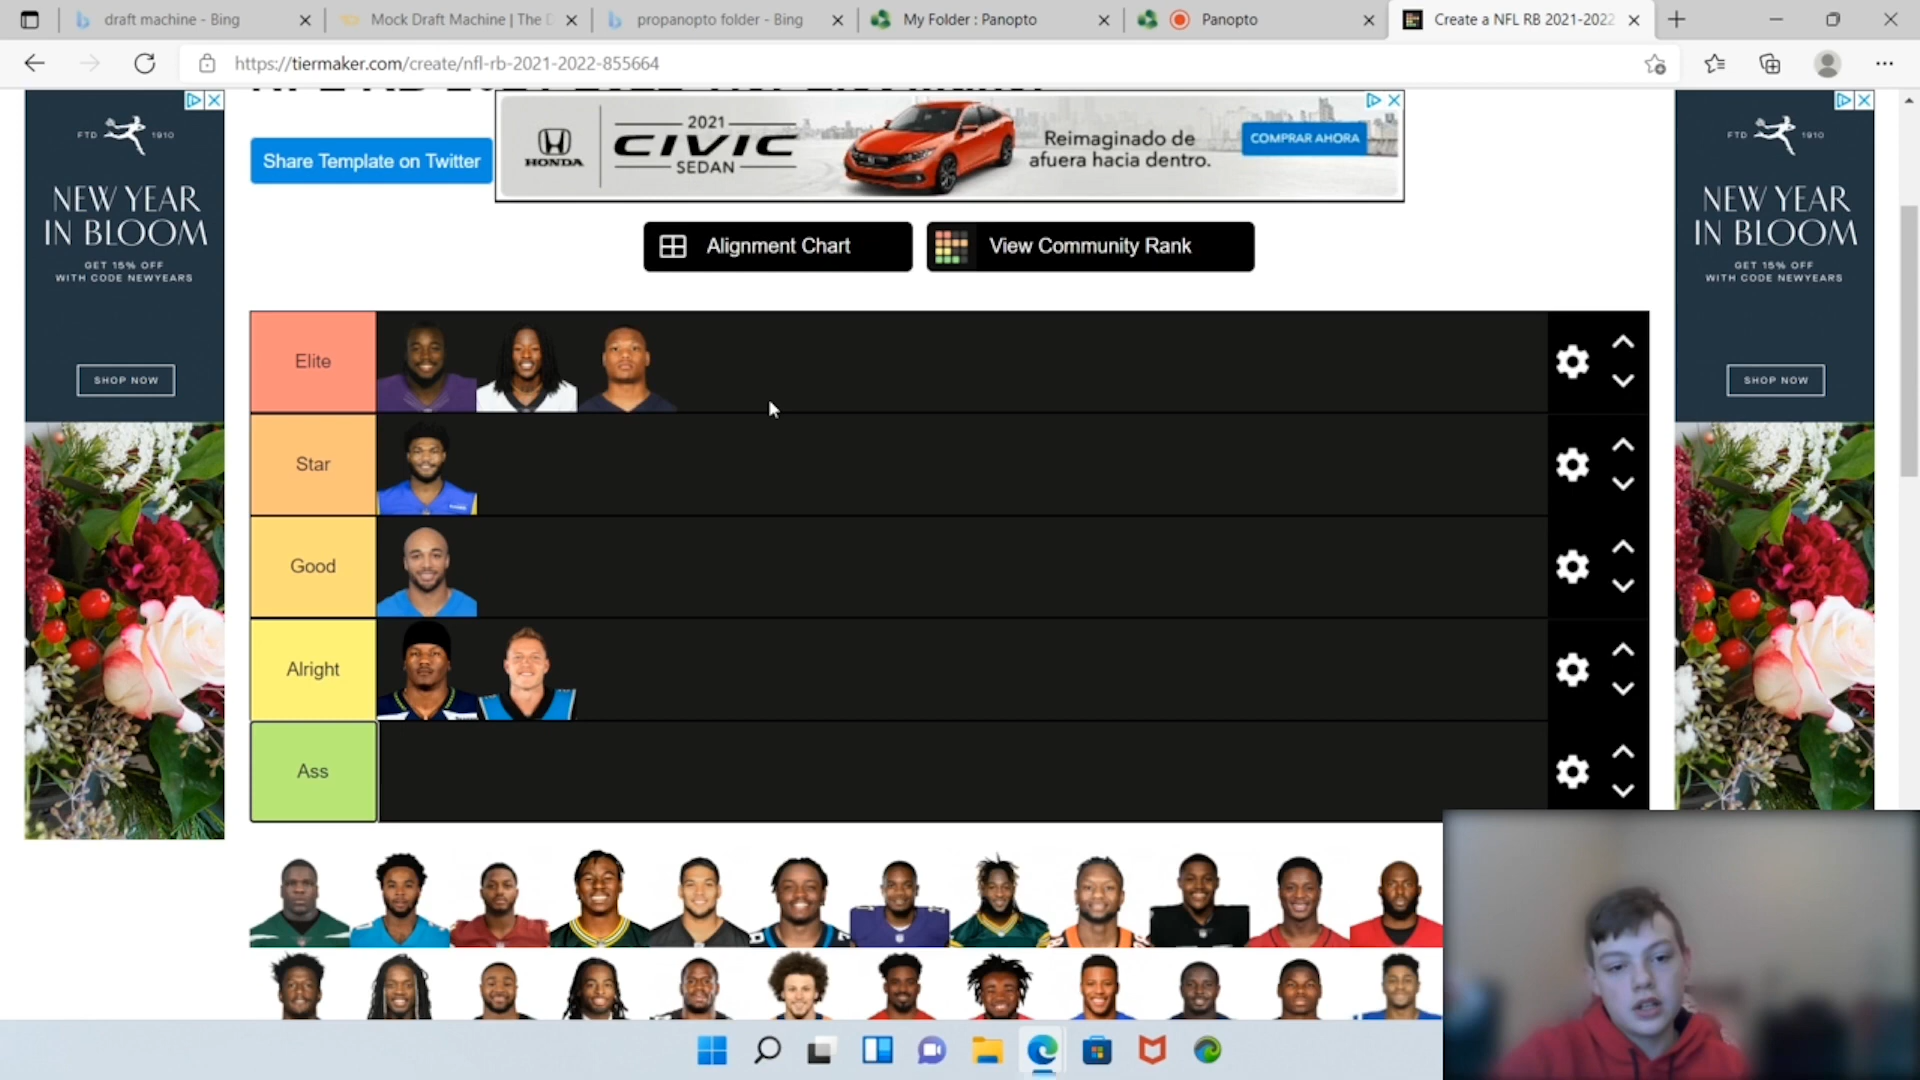 draft machine - Bing
Mock Draft Machine | The D
propanopto folder - Bing
My Folder : Panopto
Panopto
Create a NFL RB 2021-2022
https://tiermaker.com/create/nfl-rb-2021-2022-855664
FTD 1910
NEW YEAR
IN BLOOM
GET 15% OFF
WITH CODE NEWYEARS
SHOP NOW
Share Template on Twitter
HONDA
2021
CIVIC
SEDAN
Reimaginado de
afuera hacia dentro.
COMPRAR AHORA
FTD 1910
NEW YEAR
IN BLOOM
GET 15% OFF
WITH CODE NEWYEARS
SHOP NOW
Alignment Chart
View Community Rank
Elite
Star
Good
Alright
Ass